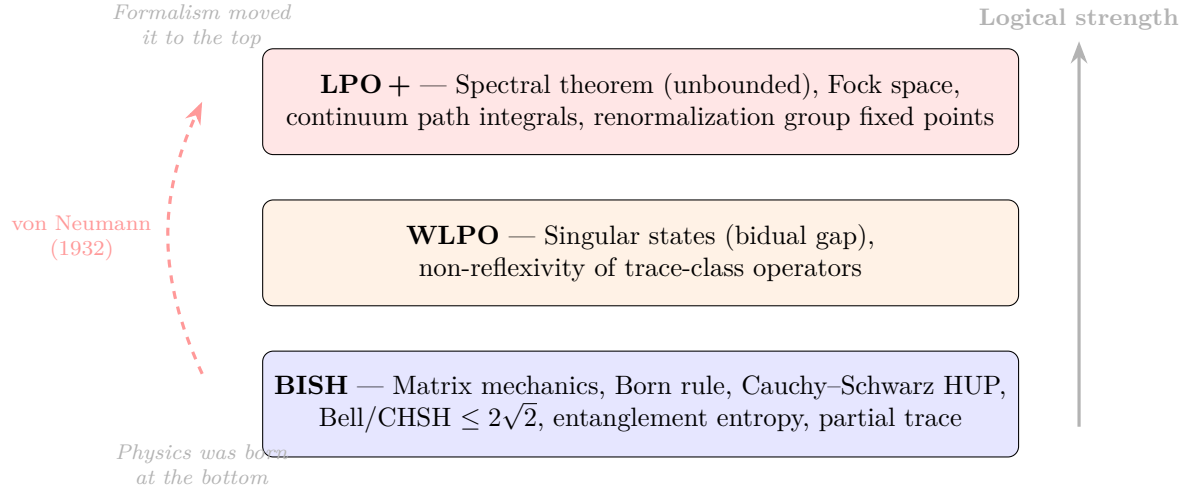 Formalism moved
it to the top
Logical strength
LPO + — Spectral theorem (unbounded), Fock space,
continuum path integrals, renormalization group fixed points
von Neumann
(1932)
WLPO — Singular states (bidual gap),
non-reflexivity of trace-class operators
BISH — Matrix mechanics, Born rule, Cauchy–Schwarz HUP,
Bell/CHSH ≤ 2√2, entanglement entropy, partial trace
Physics was born
at the bottom